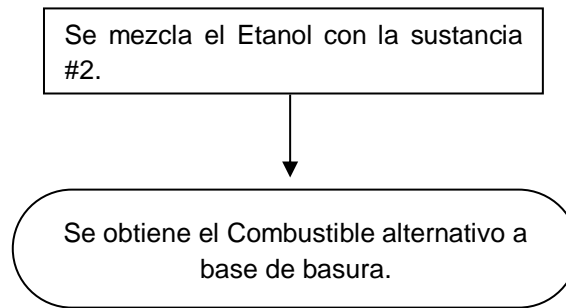 Se mezcla el Etanol con la sustancia
#2.
Se obtiene el Combustible alternativo a
base de basura.